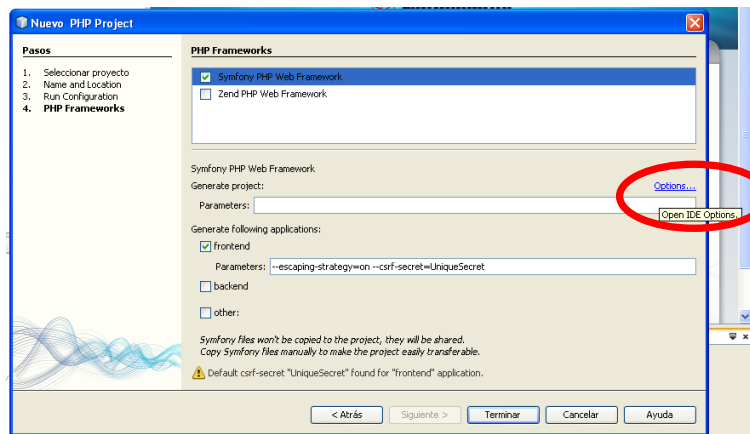 Nuevo PHP Project
Pasos
1. Seleccionar proyecto
2. Name and Location
3. Run Configuration
4. PHP Frameworks
PHP Frameworks
Symfony PHP Web Framework
Zend PHP Web Framework
Symfony PHP Web Framework
Generate project:
Options...
Parameters:
Open IDE Options.
Generate following applications:
frontend
Parameters: --escaping-strategy=on --csrf-secret=UniqueSecret
backend
other:
Symfony files won't be copied to the project, they will be shared.
Copy Symfony files manually to make the project easily transferable.
Default csrf-secret "UniqueSecret" found for "frontend" application.
< Atrás Siguiente > Terminar Cancelar Ayuda